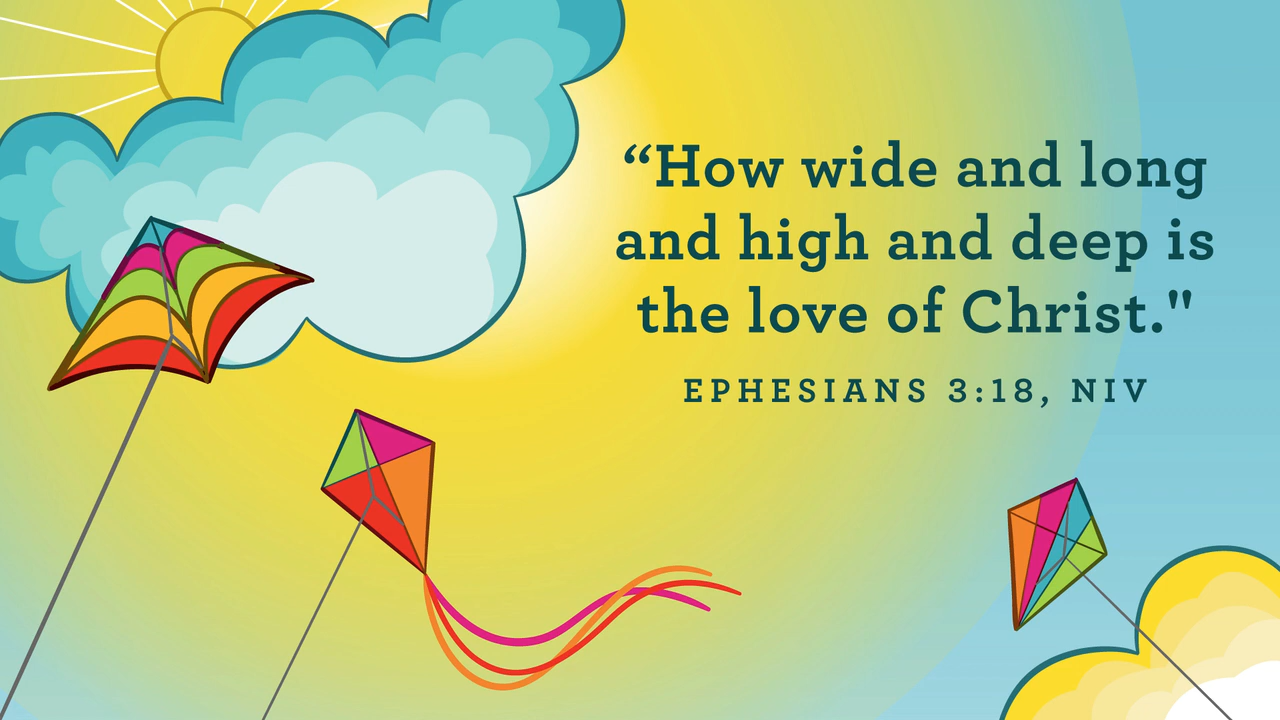 “How wide and long
and high and deep is
the love of Christ."
EPHESIANS 3:18, NIV